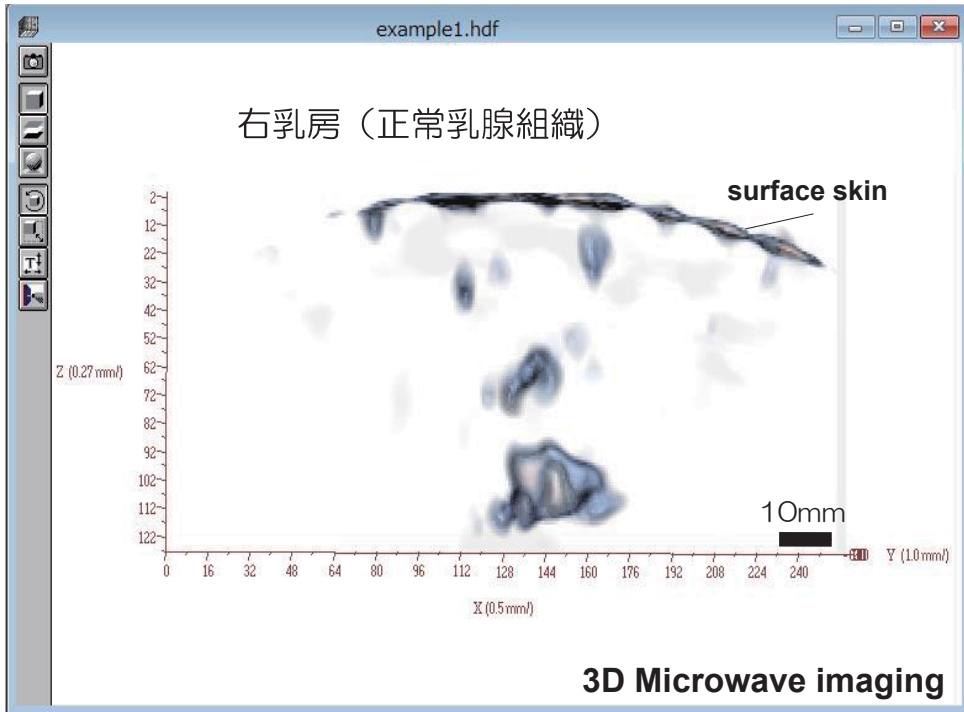 example1.hdf
右乳房（正常乳腺組織）
surface skin
2
12
22
32
42
52
62
72
82
92
102
112
122
Z (0.27 mm/)
10mm
0 16 32 48 64 80 96 112 128 144 160 176 192 208 224 240
Y (1.0 mm/)
X (0.5 mm/)
3D Microwave imaging